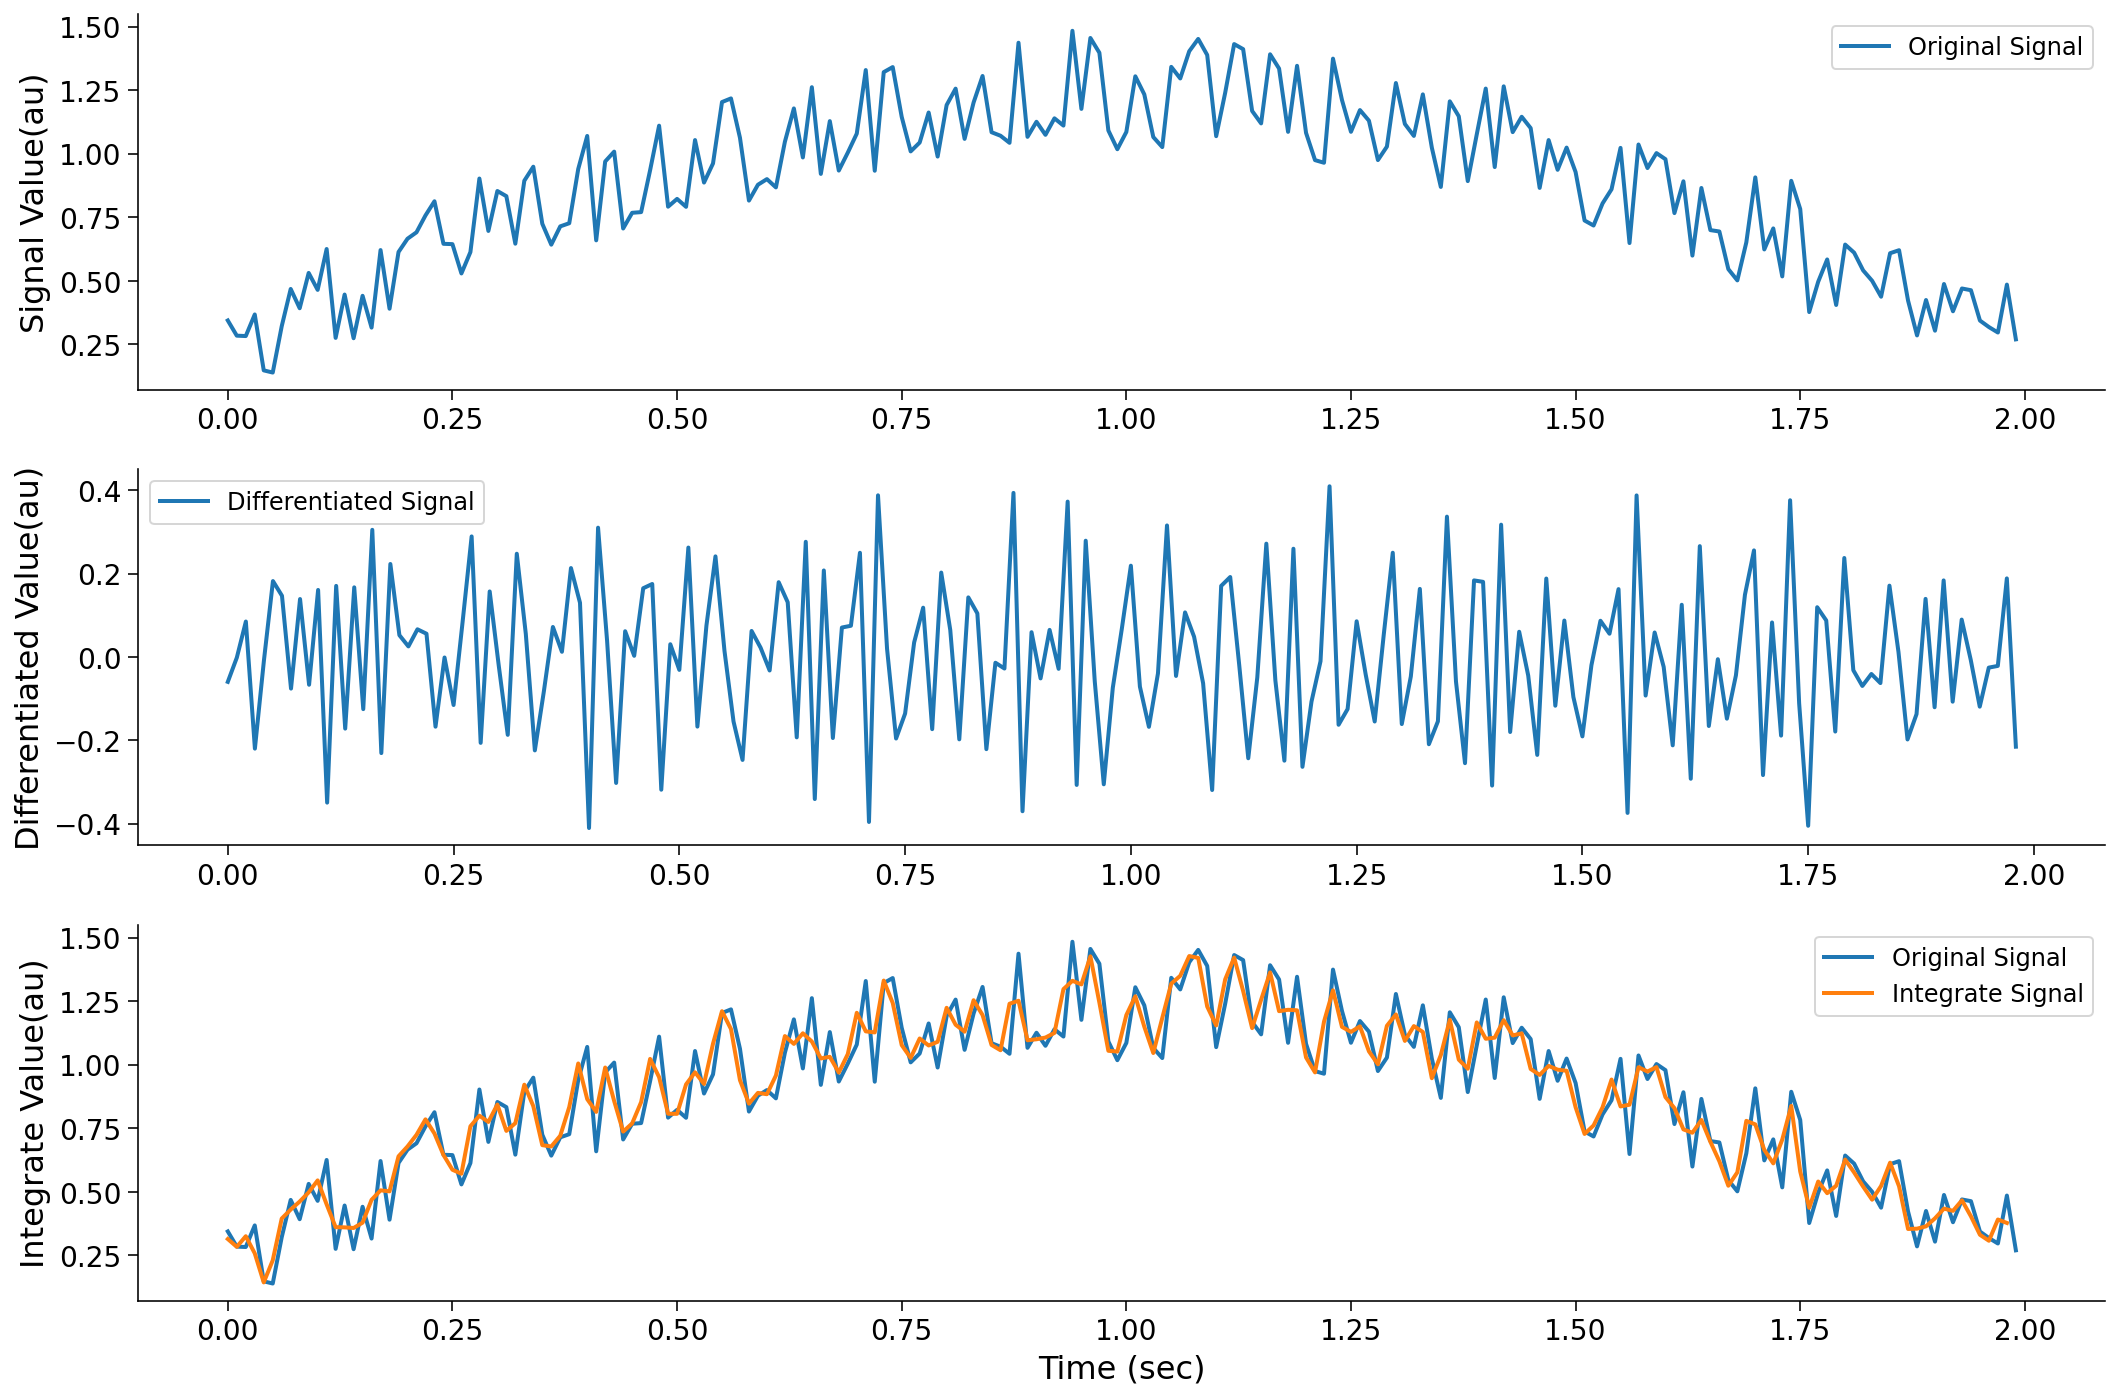 Signal Value(au)
1.50
1.25
1.00
0.75
0.50
0.25
Original Signal
0.00 0.25 0.50 0.75 1.00 1.25 1.50 1.75 2.00
Differentiated Value(au)
0.4
0.2
0.0
−0.2
−0.4
Differentiated Signal
0.00 0.25 0.50 0.75 1.00 1.25 1.50 1.75 2.00
Integrate Value(au)
1.50
1.25
1.00
0.75
0.50
0.25
Original Signal
Integrate Signal
0.00 0.25 0.50 0.75 1.00 1.25 1.50 1.75 2.00
Time (sec)